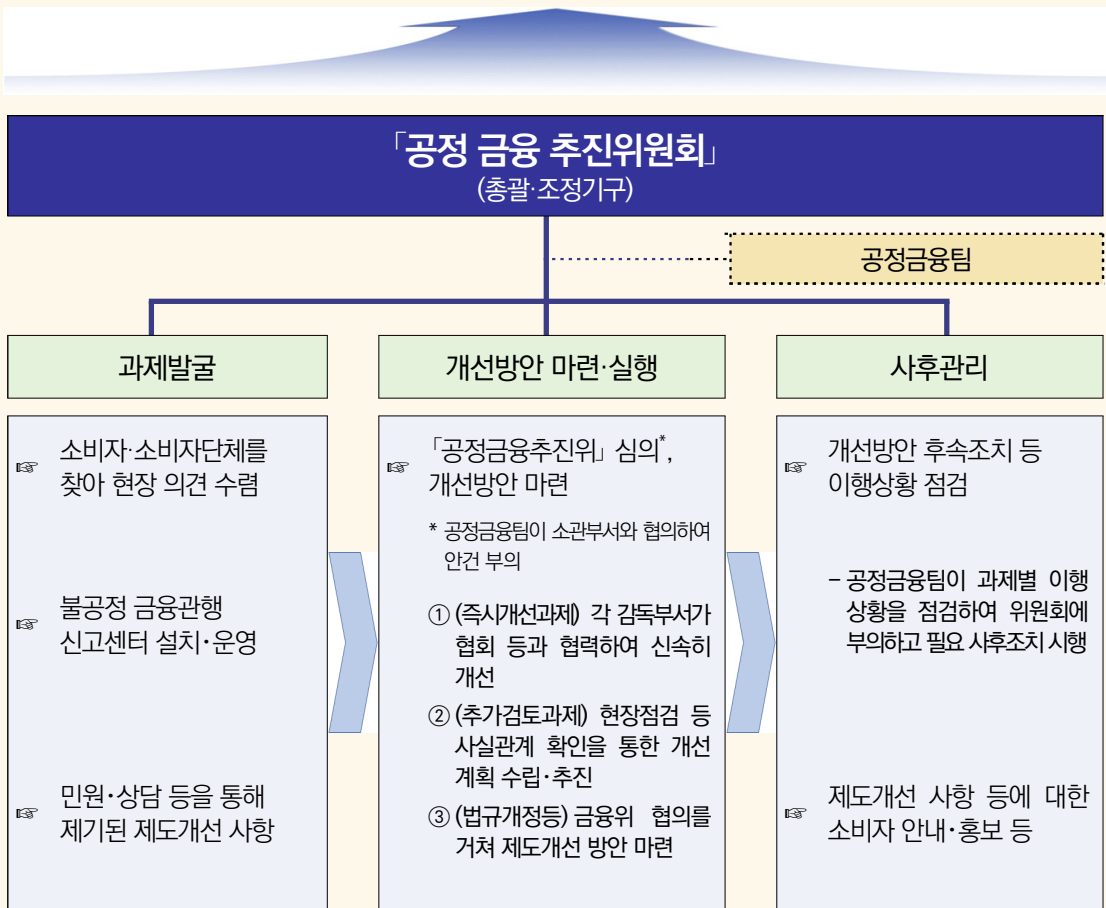 「공정 금융 추진위원회」
(총괄·조정기구)
공정금융팀
과제발굴
☞ 소비자·소비자단체를
찾아 현장 의견 수렴
☞ 불공정 금융관행
신고센터 설치·운영
☞ 민원·상담 등을 통해
제기된 제도개선 사항
개선방안 마련·실행
☞ 「공정금융추진위」 심의*,
개선방안 마련
* 공정금융팀이 소관부서와 협의하여
안건 부의
① (즉시개선과제) 각 감독부서가
협회 등과 협력하여 신속히
개선
② (추가검토과제) 현장점검 등
사실관계 확인을 통한 개선
계획 수립·추진
③ (법규개정등) 금융위 협의를
거쳐 제도개선 방안 마련
사후관리
☞ 개선방안 후속조치 등
이행상황 점검
- 공정금융팀이 과제별 이행
상황을 점검하여 위원회에
부의하고 필요 사후조치 시행
☞ 제도개선 사항 등에 대한
소비자 안내·홍보 등